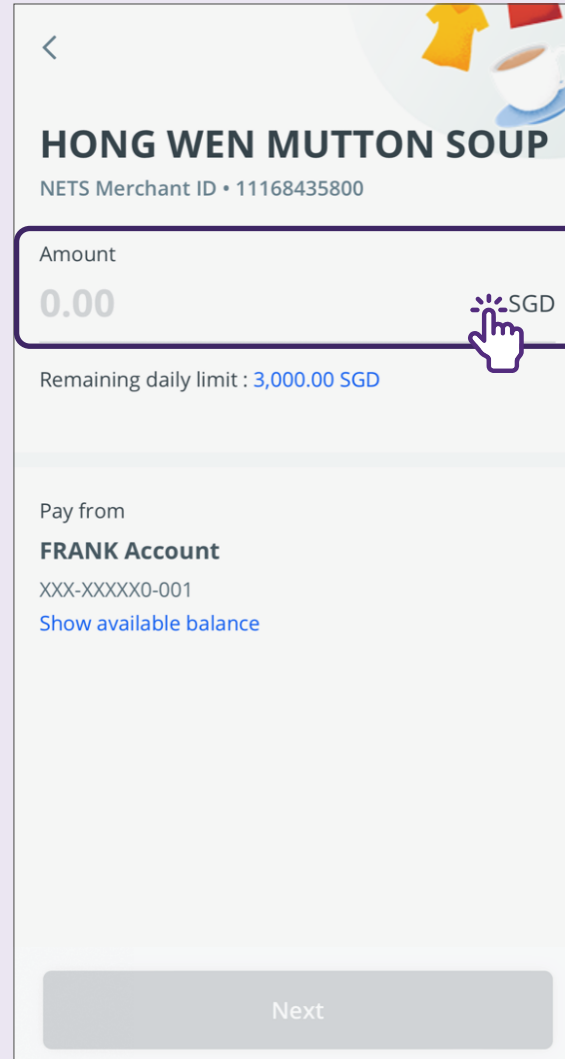 HONG WEN MUTTON SOUP
NETS Merchant ID • 11168435800
Amount
0.00 SGD
Remaining daily limit : 3,000.00 SGD
Pay from
FRANK Account
XXX-XXXXX0-001
Show available balance
Next